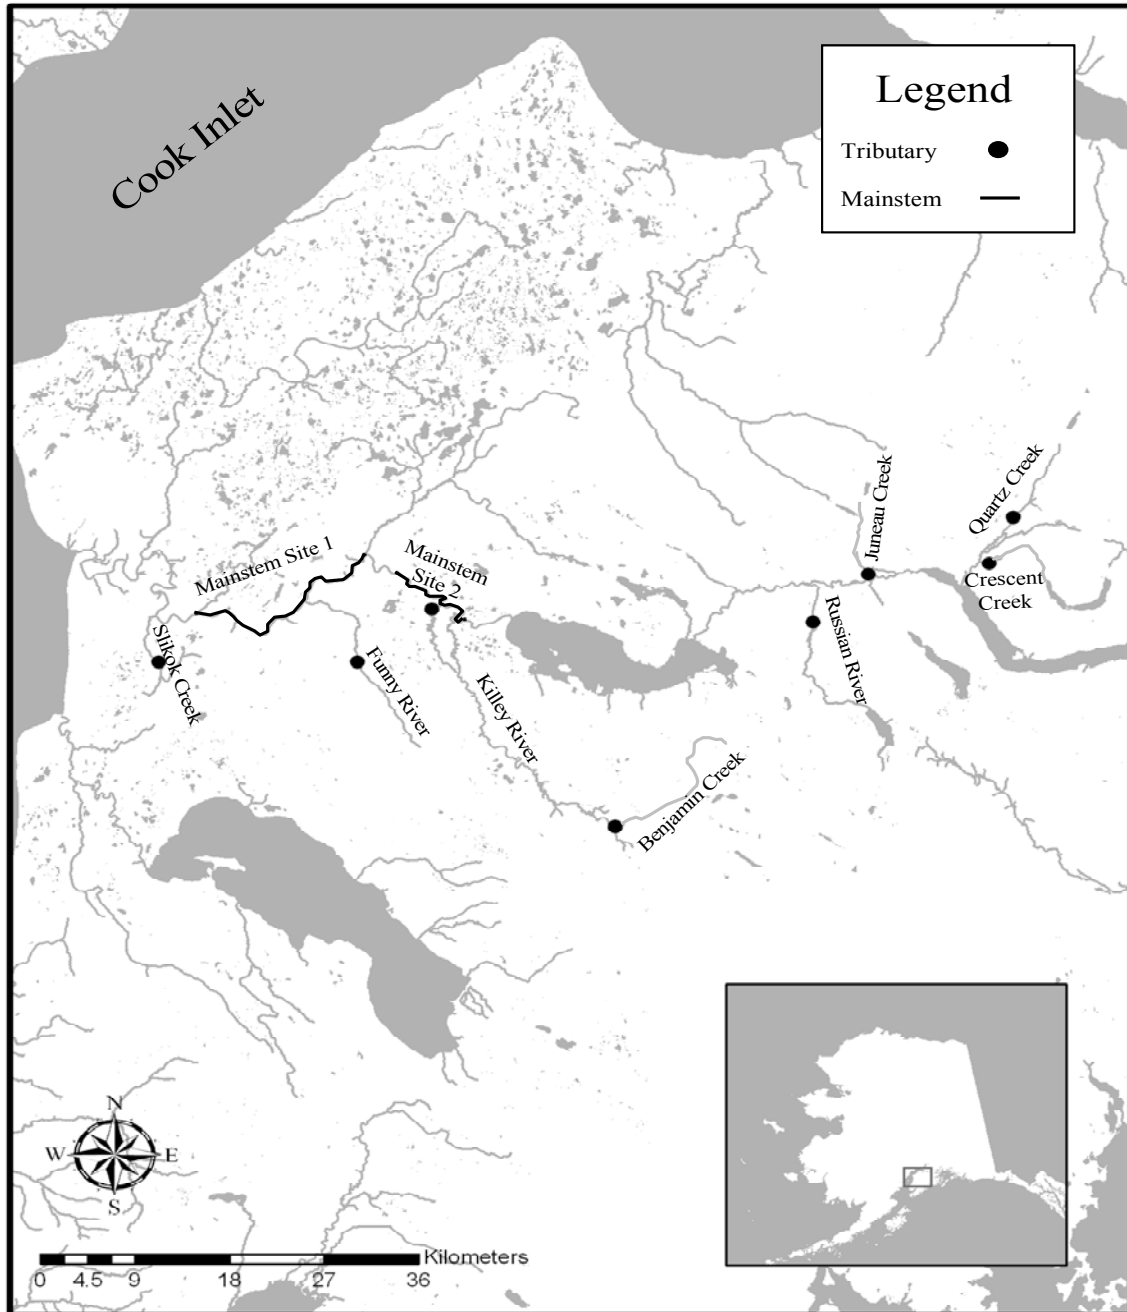 Cook Inlet
Legend
Tributary
Mainstem
Quartz Creek
Juneau Creek
Mainstem Site 1
Mainstem
Site 2
Crescent
Creek
Russian River
Slikok Creek
Funny River
Killey River
Benjamin Creek
N
W E
S
Kilometers
0 4.5 9 18 27 36